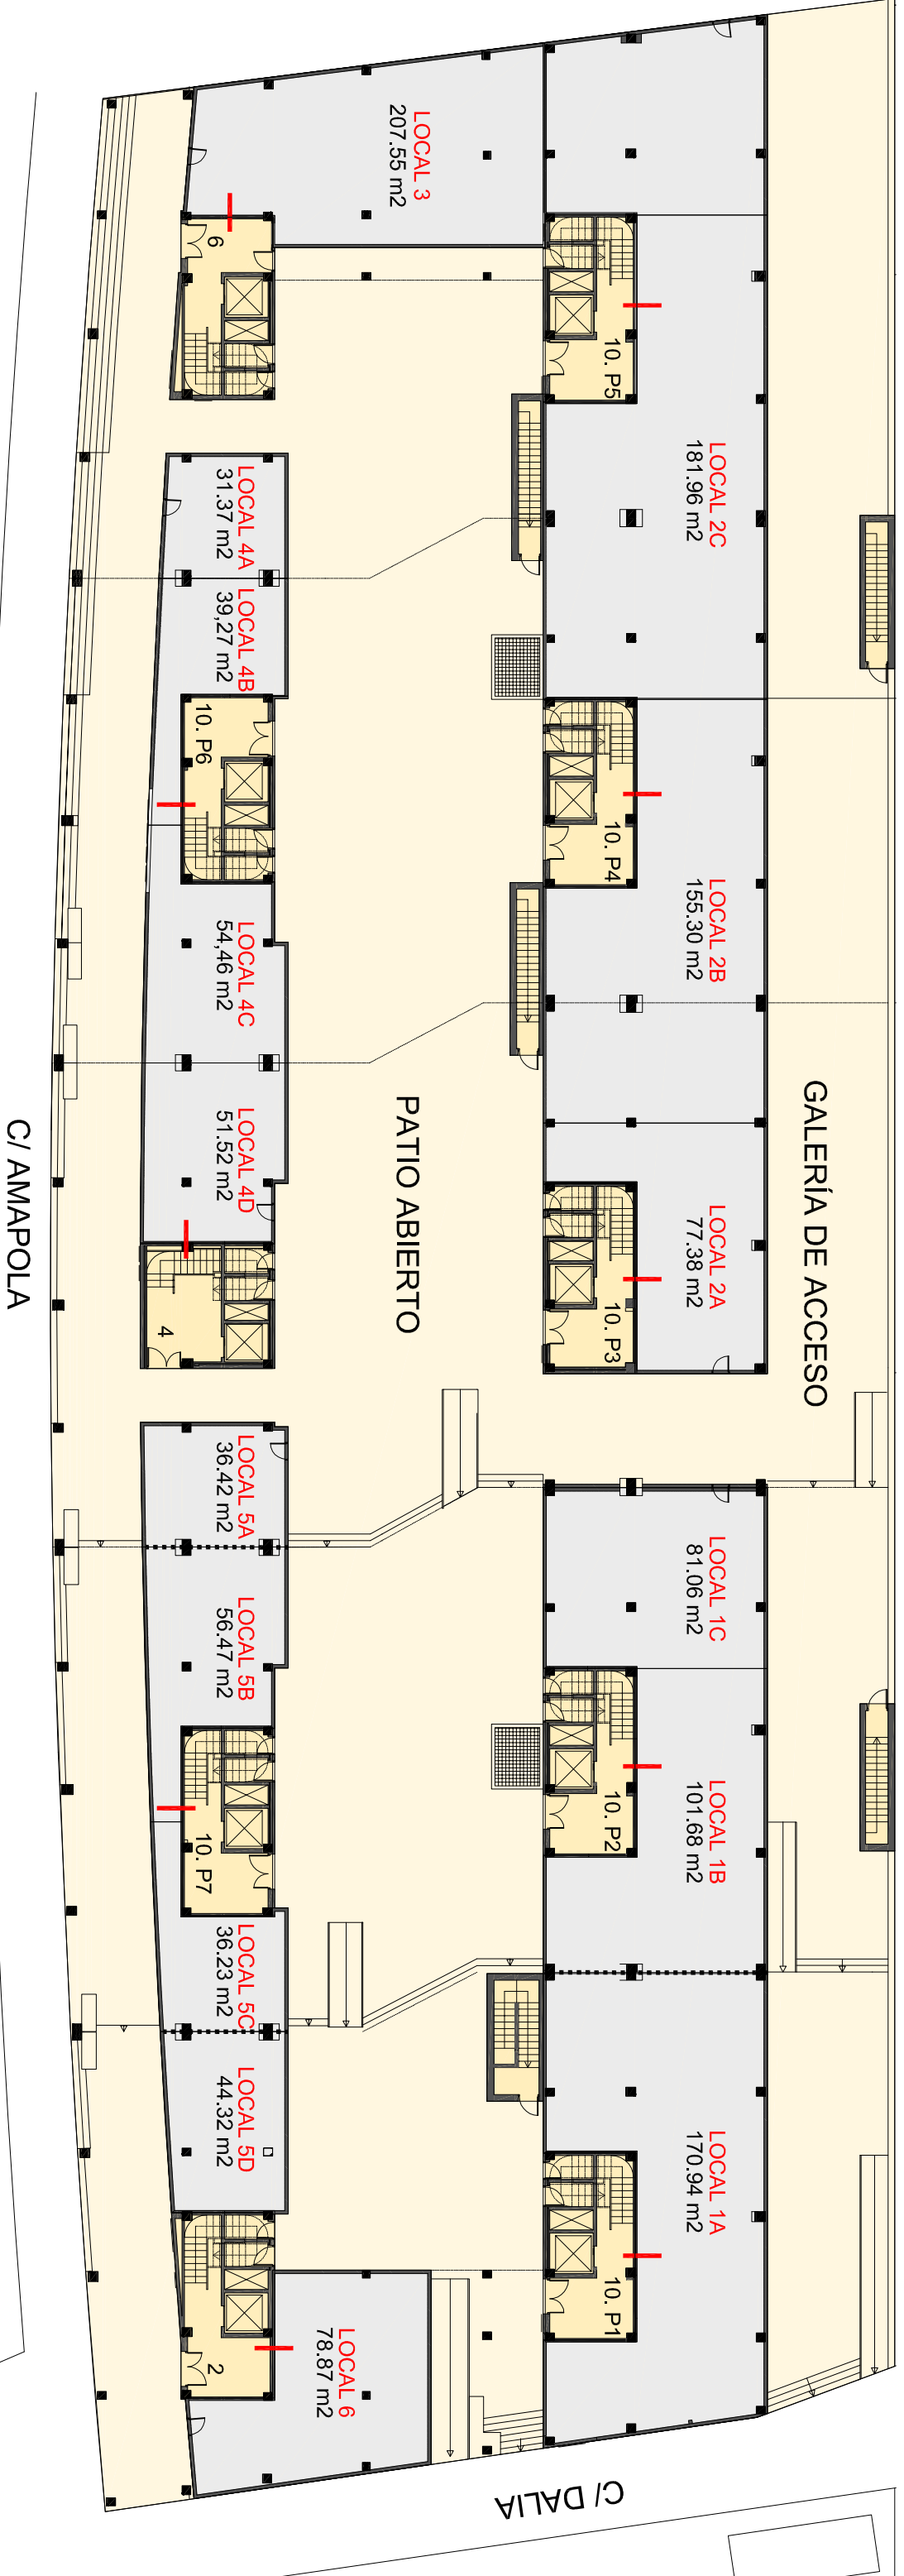 GALERÍA DE ACCESO
LOCAL 2C
181.96 m2
LOCAL 2B
155.30 m2
LOCAL 2A
77.38 m2
LOCAL 1C
81.06 m2
LOCAL 1B
101.68 m2
LOCAL 1A
170.94 m2
10. P5
10. P4
10. P3
10. P2
10. P1
C/ DALIA
LOCAL 3
207.55 m2
PATIO ABIERTO
LOCAL 6
78.87 m2
LOCAL 4A
31.37 m2
LOCAL 4B
39,27 m2
LOCAL 4C
54,46 m2
LOCAL 4D
51.52 m2
LOCAL 5A
36.42 m2
LOCAL 5B
56.47 m2
LOCAL 5C
36.23 m2
LOCAL 5D
44.32 m2
6
10. P6
4
10. P7
2
C/ AMAPOLA